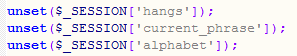 unset($_SESSION['hangs']);
unset($_SESSION['current_phrase']);
unset($_SESSION['alphabet']);